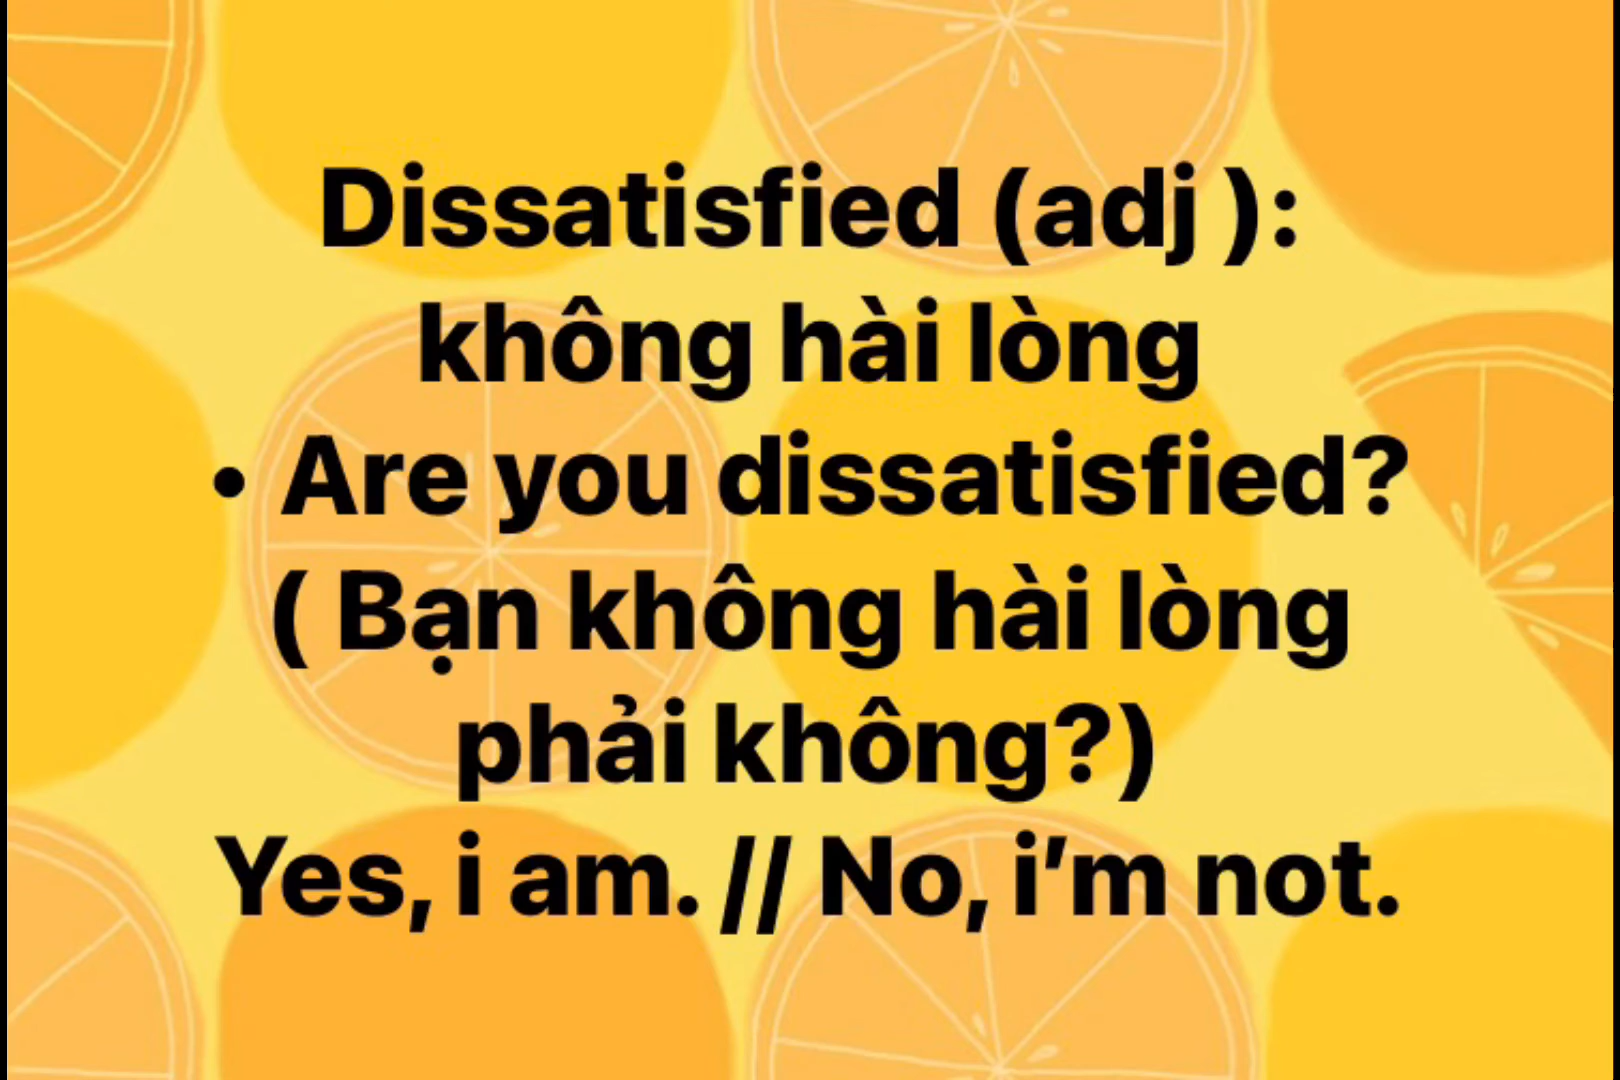 Dissatisfied (adj ):
không hài lòng
• Are you dissatisfied?
( Bạn không hài lòng
phải không?)
Yes, i am. // No, i’m not.